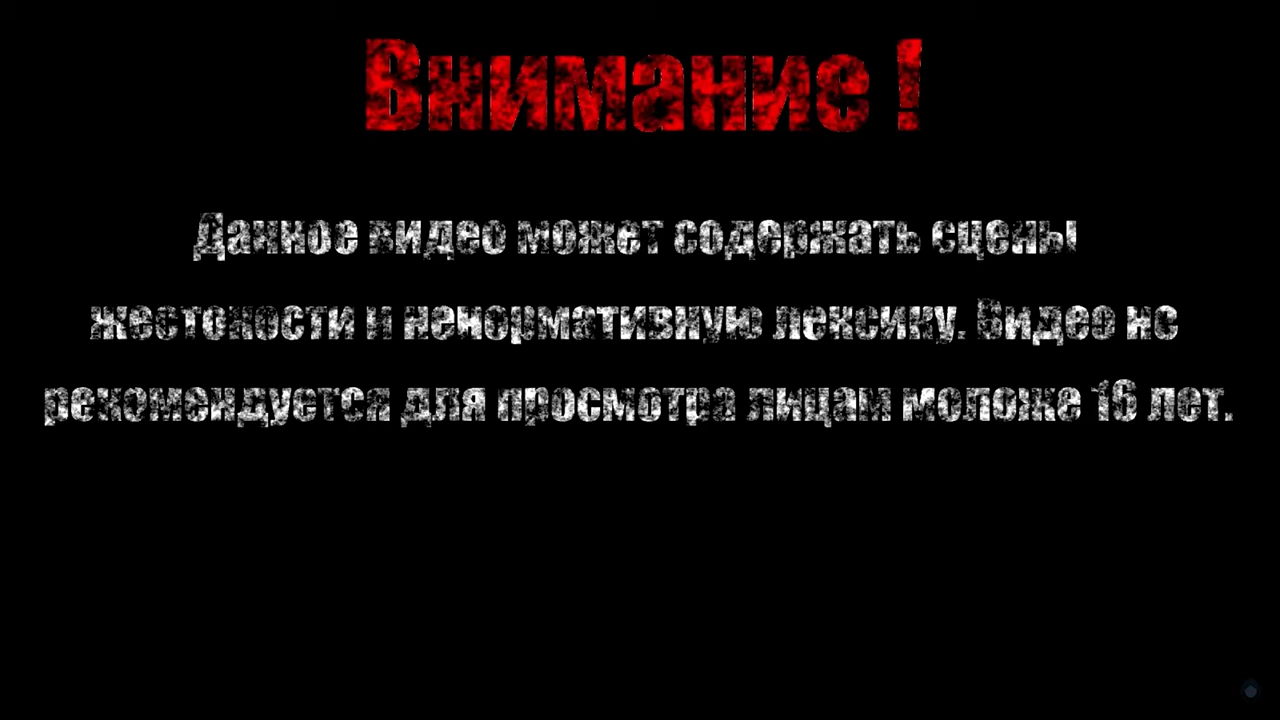 Внимание !
Данное видео может содержать сцены
жестокости и ненормативную лексику. Видео не
рекомендуется для просмотра лицам моложе 16 лет.